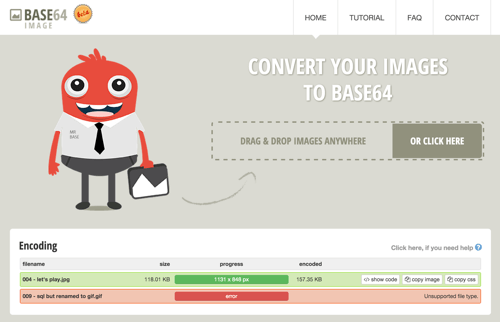 BASE64
Beta
IMAGE
HOME
TUTORIAL
FAQ
CONTACT
CONVERT YOUR IMAGES
TO BASE64
MR
BASE
DRAG & DROP IMAGES ANYWHERE
OR CLICK HERE
Encoding
Click here, if you need help ?
filename size progress encoded
004 - let's play.jpg 118.01 KB 1131 x 849 px 157.35 KB </> show code copy image copy css
009 - sql but renamed to gif.gif error Unsupported file type.